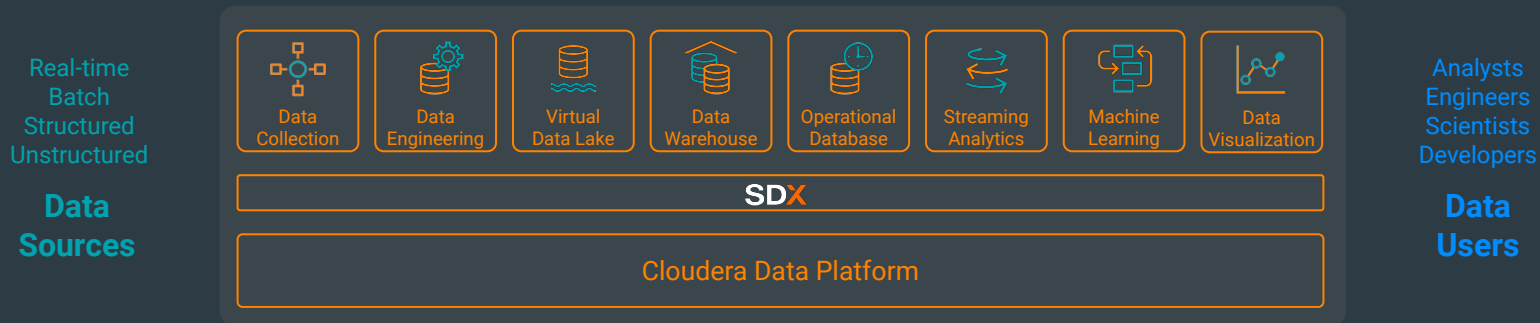 Real-time
Batch
Structured
Unstructured
Data
Sources
Data
Collection
Data
Engineering
Virtual
Data Lake
Data
Warehouse
Operational
Database
Streaming
Analytics
Machine
Learning
Data
Visualization
SDX
Cloudera Data Platform
Analysts
Engineers
Scientists
Developers
Data
Users